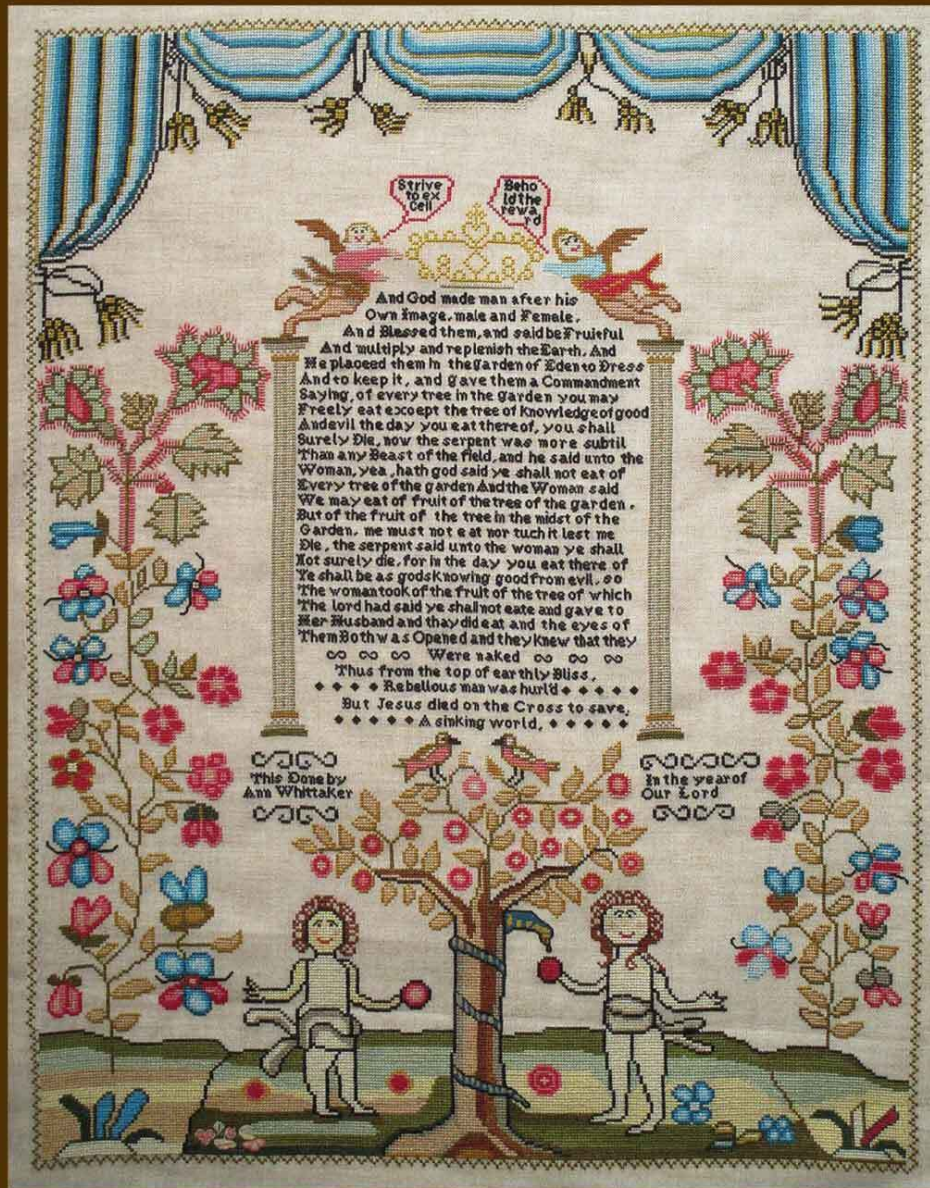 Strive
to ex
Cell
Beho
ld the
rewa
rd
And God made man after his
Own Image, male and Female,
And Blessed them, and said be Fruieful
And multiply and replenish the Earth, And
He placeed them in the garden of Eden to Dress
And to keep it, and gave them a Commandment
Saying, of every tree in the garden you may
Freely eat excoept the tree of knowledge of good
And evil the day you eat there of, you shall
Surely Die, now the serpent was more subtil
Than any Beast of the field, and he said unto the
Woman, yea, hath god said ye shall not eat of
Every tree of the garden And the Woman said
We may eat of fruit of the tree of the garden,
But of the fruit of the tree in the midst of the
Garden, me must not eat nor tuch it lest me
Die, the serpent said unto the woman ye shall
Not surely die, for in the day you eat there of
Ye shall be as gods Knowing good from evil, so
The woman took of the fruit of the tree of which
The lord had said ye shall not eate and gave to
Her Husband and thay did eat and the eyes of
Them Both was Opened and they knew that they
Were naked
Thus from the top of earthly Bliss,
Rebellous man was hurl'd
But Jesus died on the Cross to save,
A sinking world,
This Done by
Ann Whittaker
In the year of
Our Lord